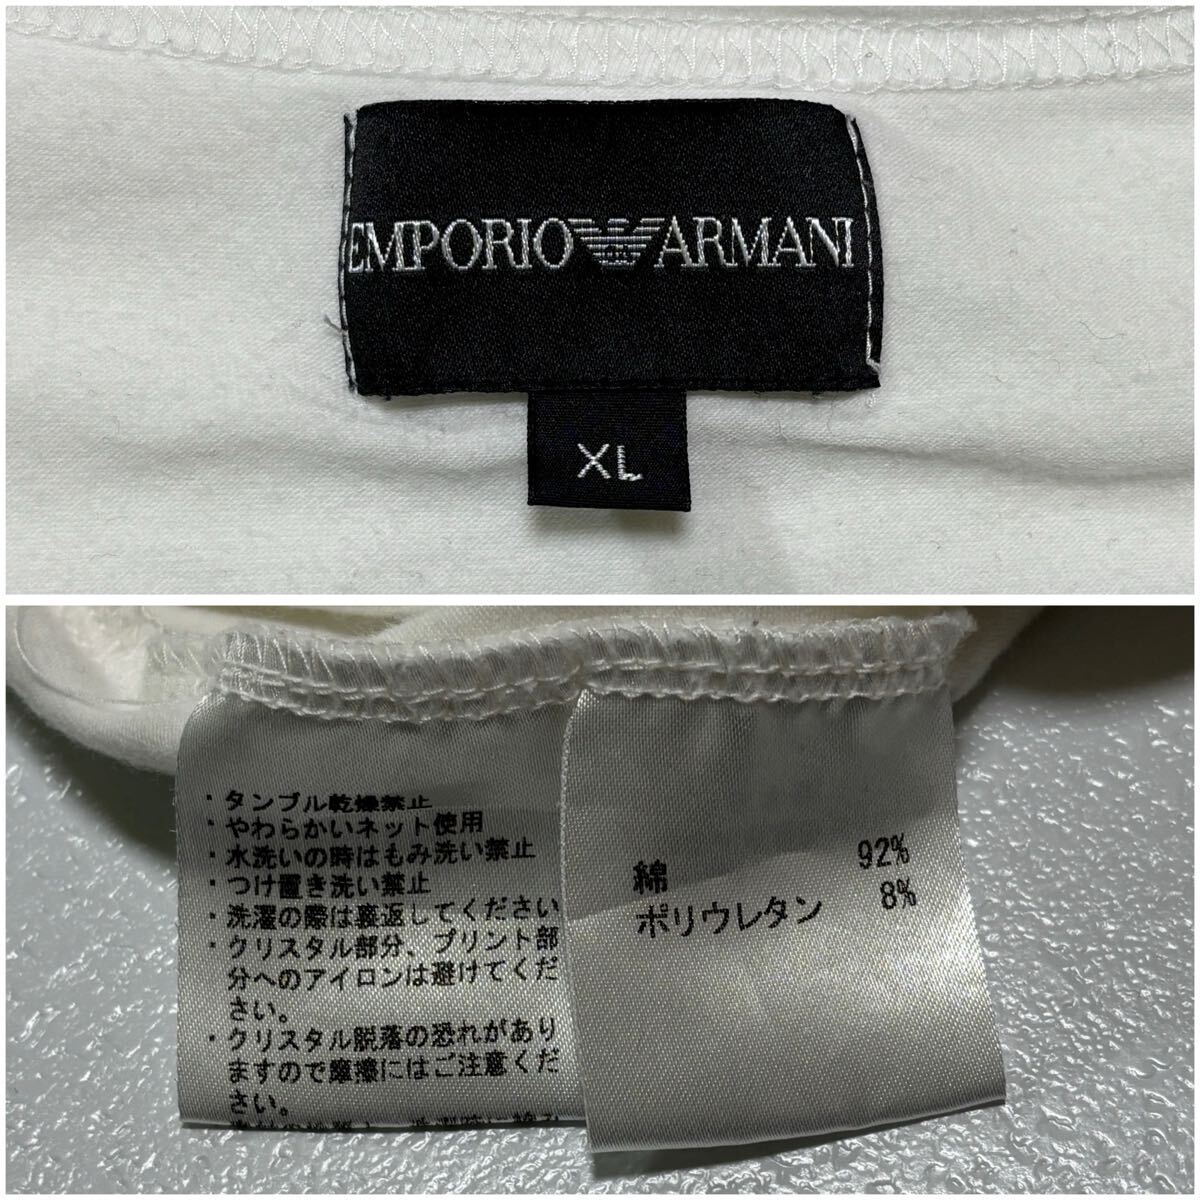 EMPORIO ARMANI
XL
・タンブル乾燥禁止
・やわらかいネット使用
・水洗いの時はもみ洗い禁止
・つけ置き洗い禁止
・洗濯の際は裏返してください
・クリスタル部分、プリント部
分へのアイロンは避けてくだ
さい。
・クリスタル脱落の恐れがあり
ますので摩擦にはご注意くだ
さい。
綿 92%
ポリウレタン 8%